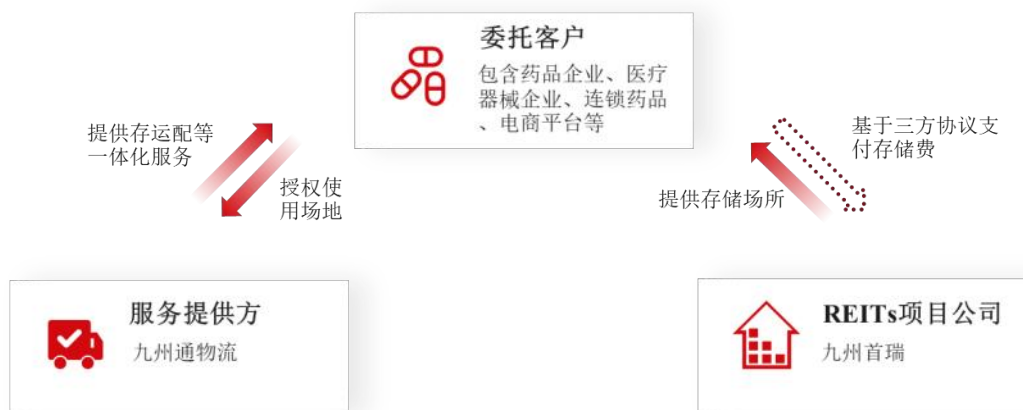 委托客户
包含药品企业、医疗
器械企业、连锁药品
、电商平台等
提供存运配等
一体化服务
授权使
用场地
基于三方协议支
付存储费
提供存储场所
服务提供方
九州通物流
REITs项目公司
九州首瑞